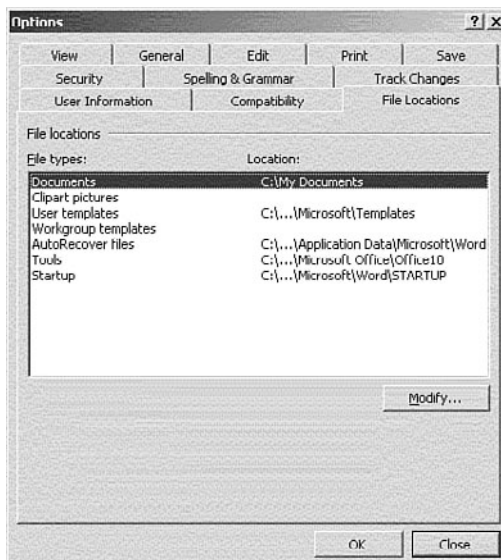 Options
View General Edit Print Save
Security Spelling & Grammar Track Changes
User Information Compatibility File Locations
File locations
File types: Location:
Documents C:\My Documents
Clipart pictures
User templates C:\...\Microsoft\Templates
Workgroup templates
AutoRecover files C:\...\Application Data\Microsoft\Word
Tools C:\...\Microsoft Office\Office10
Startup C:\...\Microsoft\Word\STARTUP
Modify...
OK Close